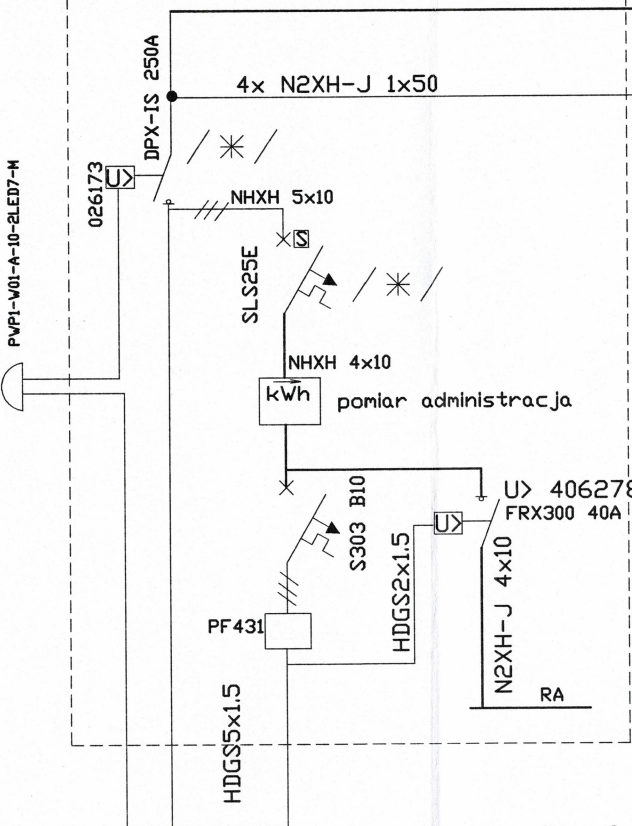 4x N2XH-J 1x50
DPX-IS 250A
026173
U>
PWP1-W01-A-10-2LED7-M
NHXH 5x10
S
SLS25E
NHXH 4x10
kWh
pomiar administracja
U> 406278
FRX300 40A
S303 B10
U>
HDGS2x1.5
N2XH-J 4x10
PF431
RA
HDGS5x1.5